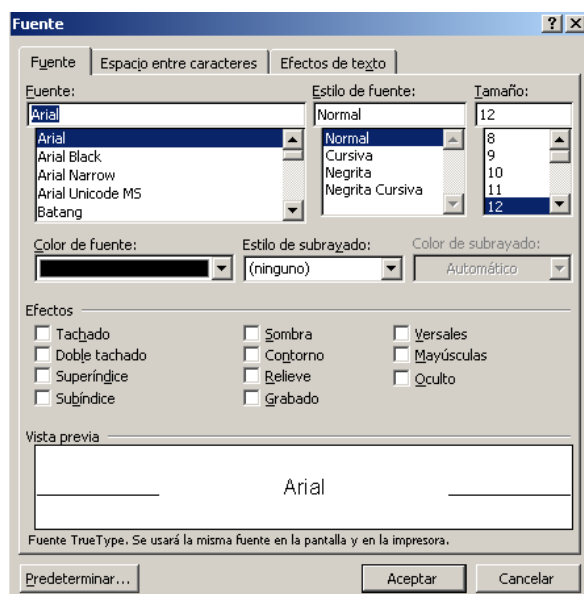 Fuente
Fuente Espacio entre caracteres Efectos de texto
Fuente: Estilo de fuente: Tamaño:
Arial Normal 12
Arial Normal 8
Arial Black Cursiva 9
Arial Narrow Negrita 10
Arial Unicode MS Negrita Cursiva 11
Batang 12
Color de fuente: Estilo de subrayado: Color de subrayado:
(ninguno) Automático
Efectos
Tachado Sombra Versales
Doble tachado Contorno Mayúsculas
Superíndice Relieve Oculto
Subíndice Grabado
Vista previa
Arial
Fuente TrueType. Se usará la misma fuente en la pantalla y en la impresora.
Predeterminar... Aceptar Cancelar